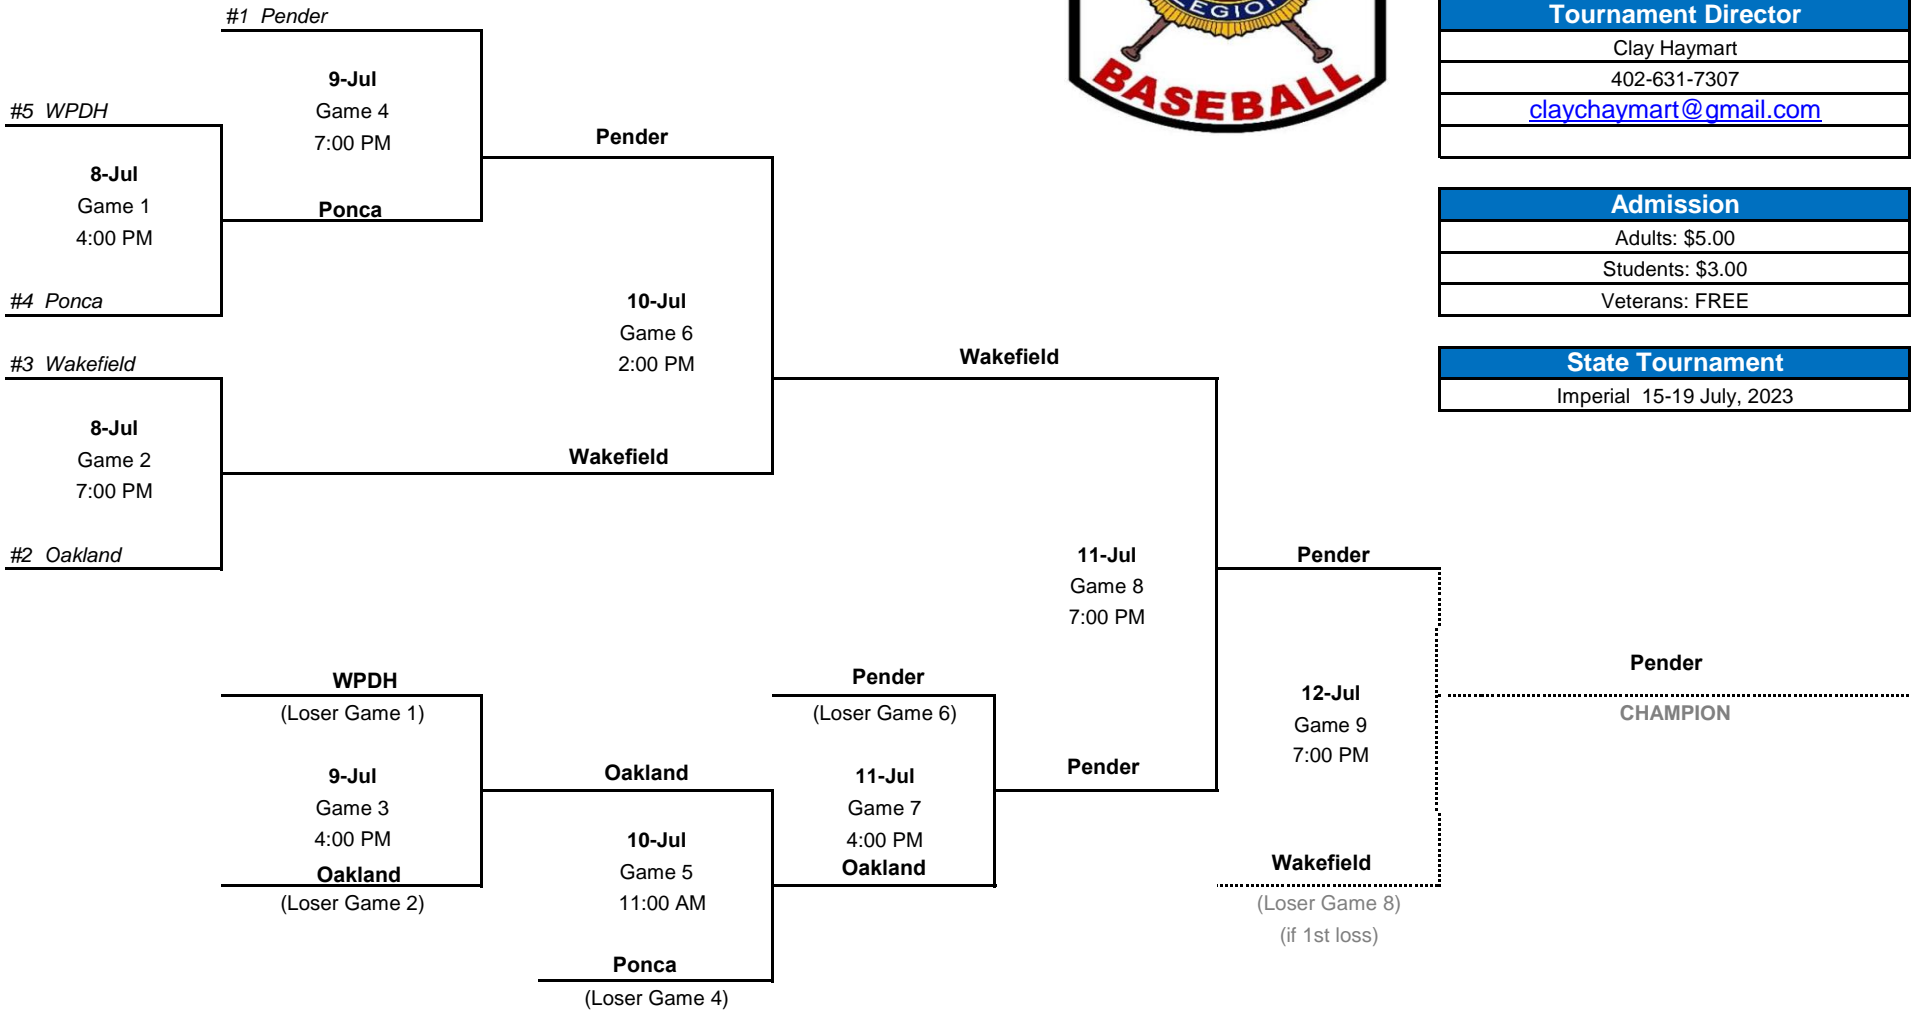 #1 Pender
9-Jul
Game 4
7:00 PM
#5 WPDH
8-Jul
Game 1
4:00 PM
Ponca
#4 Ponca
Pender
10-Jul
Game 6
2:00 PM
#3 Wakefield
8-Jul
Game 2
7:00 PM
Wakefield
#2 Oakland
Wakefield
11-Jul
Game 8
7:00 PM
Pender
WPDH
(Loser Game 1)
9-Jul
Game 3
4:00 PM
Oakland
(Loser Game 2)
Oakland
10-Jul
Game 5
11:00 AM
Ponca
(Loser Game 4)
Pender
(Loser Game 6)
11-Jul
Game 7
4:00 PM
Oakland
Pender
12-Jul
Game 9
7:00 PM
Wakefield
(Loser Game 8)
(if 1st loss)
Pender
CHAMPION
LEGION
BASEBALL
Tournament Director
Clay Haymart
402-631-7307
claychaymart@gmail.com
Admission
Adults: $5.00
Students: $3.00
Veterans: FREE
State Tournament
Imperial 15-19 July, 2023